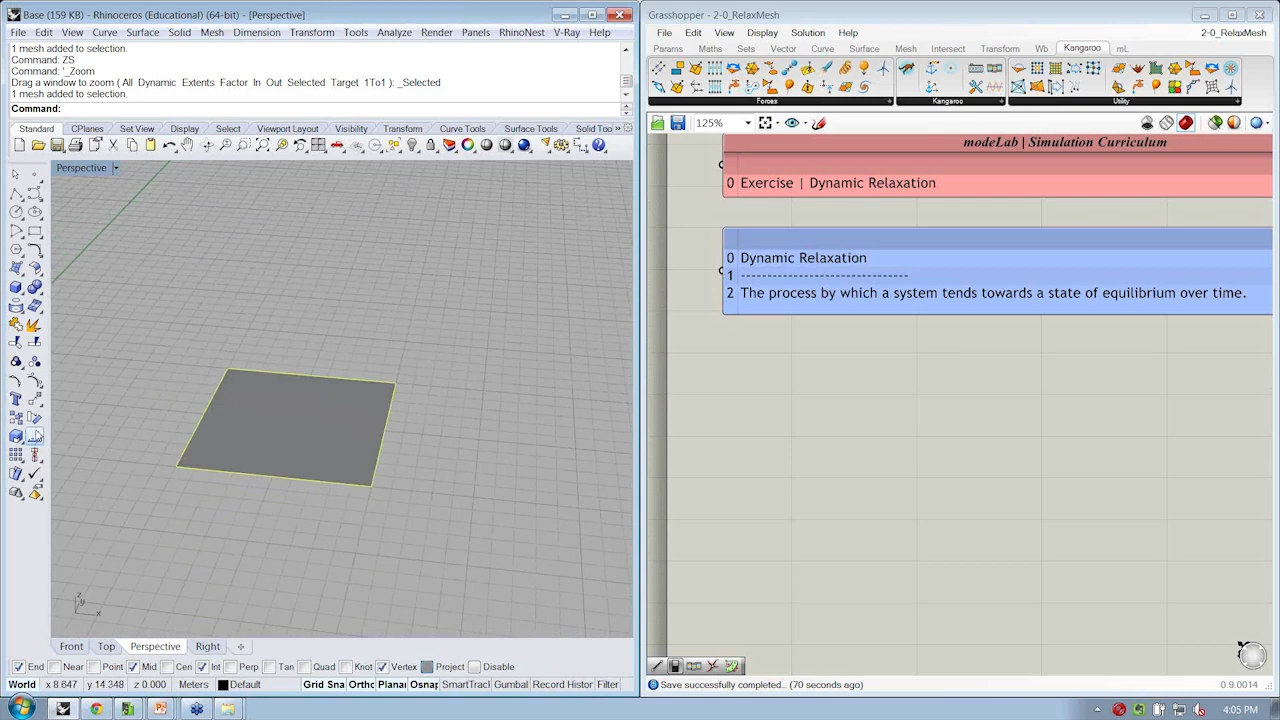 Base (159 KB) - Rhinoceros (Educational) (64-bit) - [Perspective]
File Edit View Curve Surface Solid Mesh Dimension Transform Tools Analyze Render Panels RhinoNest V-Ray Help
1 mesh added to selection.
Command: ZS
Command: '_Zoom
Drag a window to zoom ( All Dynamic Extents Factor In Out Selected Target 1To1 ): _Selected
1 mesh added to selection.
Command:
Standard CPlanes Set View Display Select Viewport Layout Visibility Transform Curve Tools Surface Tools Solid Too »
Perspective
z
y
x
Front Top Perspective Right
End Near Point Mid Cen Int Perp Tan Quad Knot Vertex Project Disable
World x 8.647 y 14.348 z 0.000 Meters Default Grid Sna Ortho Planar Osnap SmartTrack Gumbal Record Histor Filter
Grasshopper - 2-0_RelaxMesh
File Edit View Display Solution Help 2-0_RelaxMesh
Params Maths Sets Vector Curve Surface Mesh Intersect Transform Wb Kangaroo mL
Forces Kangaroo Utility
125%
modeLab | Simulation Curriculum
0 Exercise | Dynamic Relaxation
0 Dynamic Relaxation
1 --------------------------------
2 The process by which a system tends towards a state of equilibrium over time.
Save successfully completed... (70 seconds ago) 0.9.0014
4:05 PM